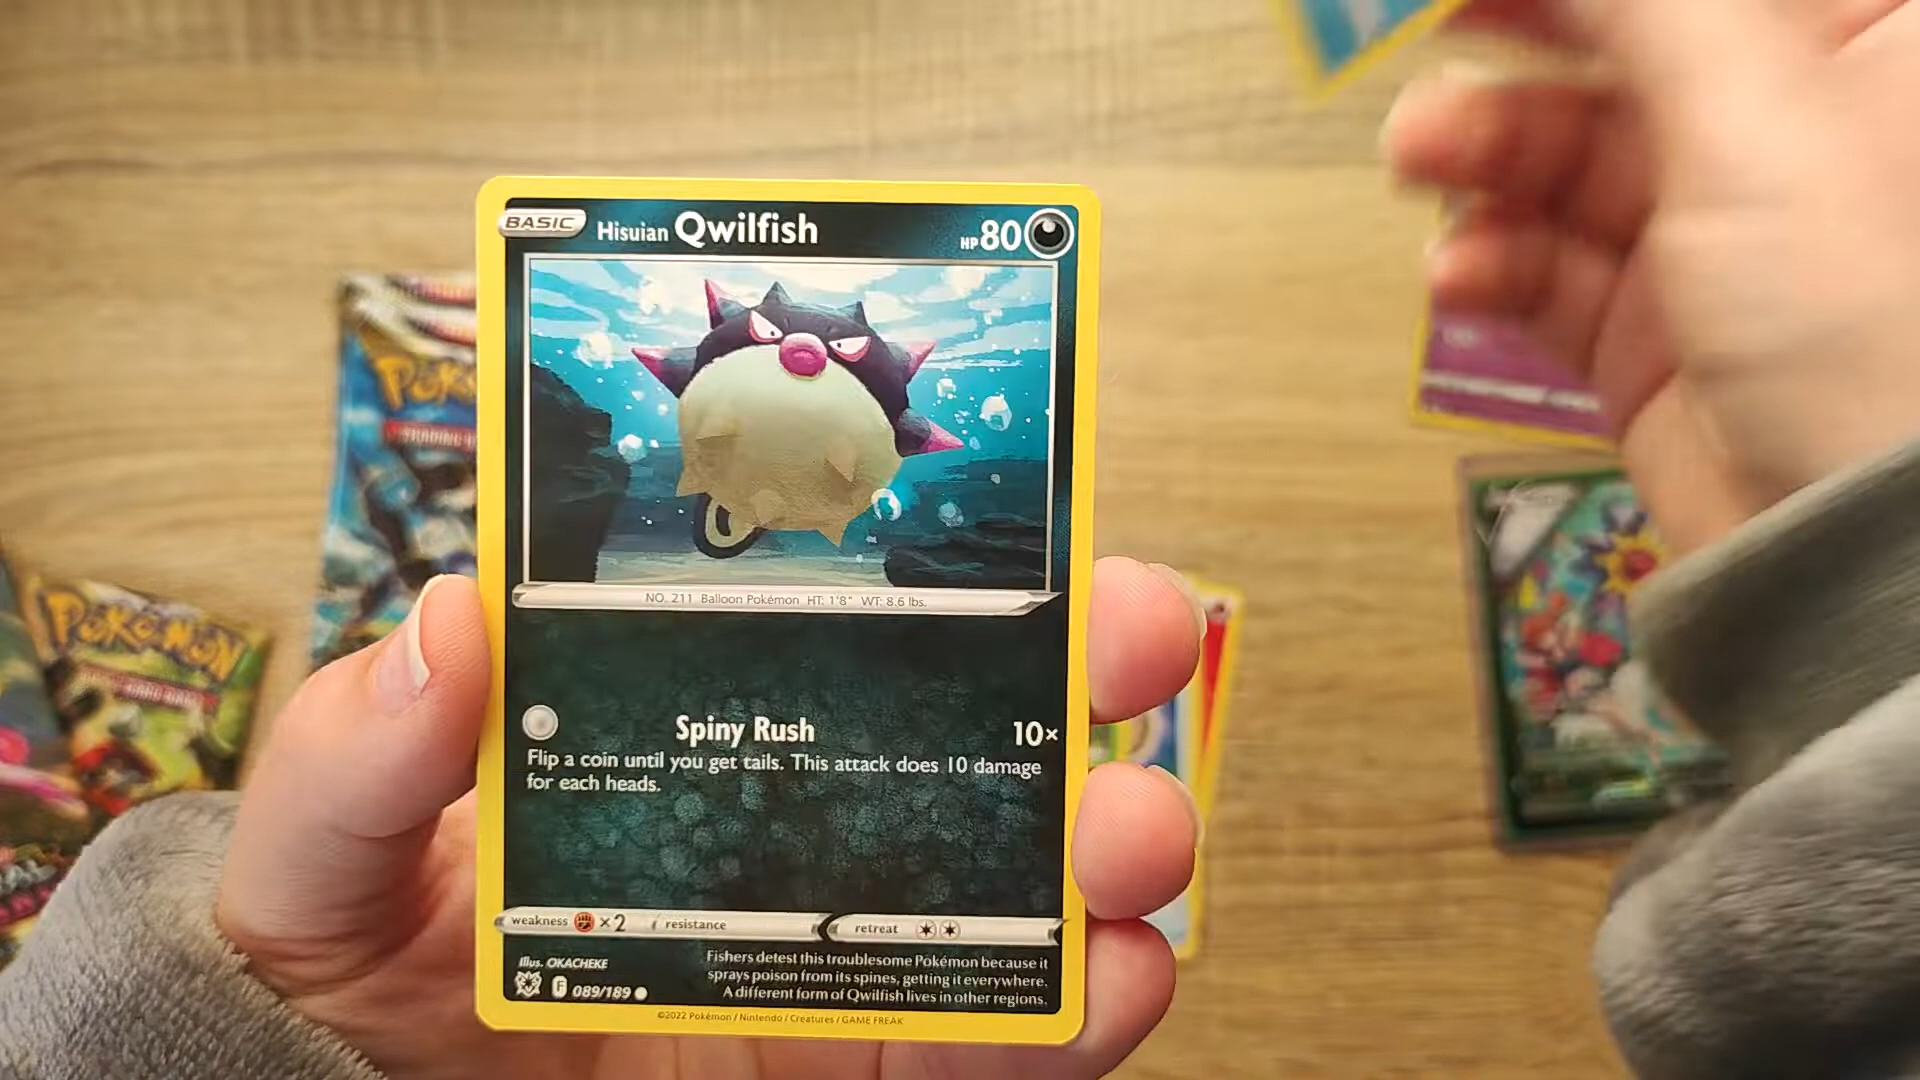 BASIC Hisuian Qwilfish HP 80
NO. 211 Balloon Pokémon HT: 1'8" WT: 8.6 lbs.
Spiny Rush 10×
Flip a coin until you get tails. This attack does 10 damage
for each heads.
weakness ×2 resistance retreat
Illus. OKACHEKE
Fishers detest this troublesome Pokémon because it
sprays poison from its spines, getting it everywhere.
A different form of Qwilfish lives in other regions.
F 089/189
©2022 Pokémon / Nintendo / Creatures / GAME FREAK
POKéMON